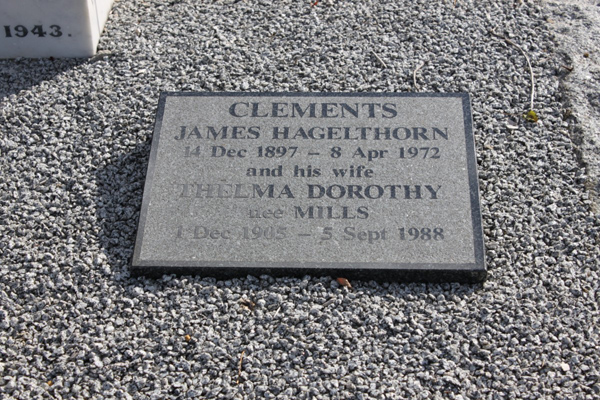 1943.
CLEMENTS
JAMES HAGELTHORN
14 Dec 1897 – 8 Apr 1972
and his wife
THELMA DOROTHY
née MILLS
1 Dec 1905 – 5 Sept 1988